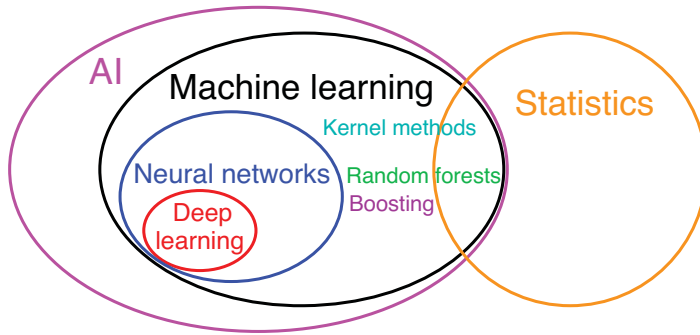 AI
Machine learning
Statistics
Kernel methods
Neural networks
Random forests
Boosting
Deep
learning